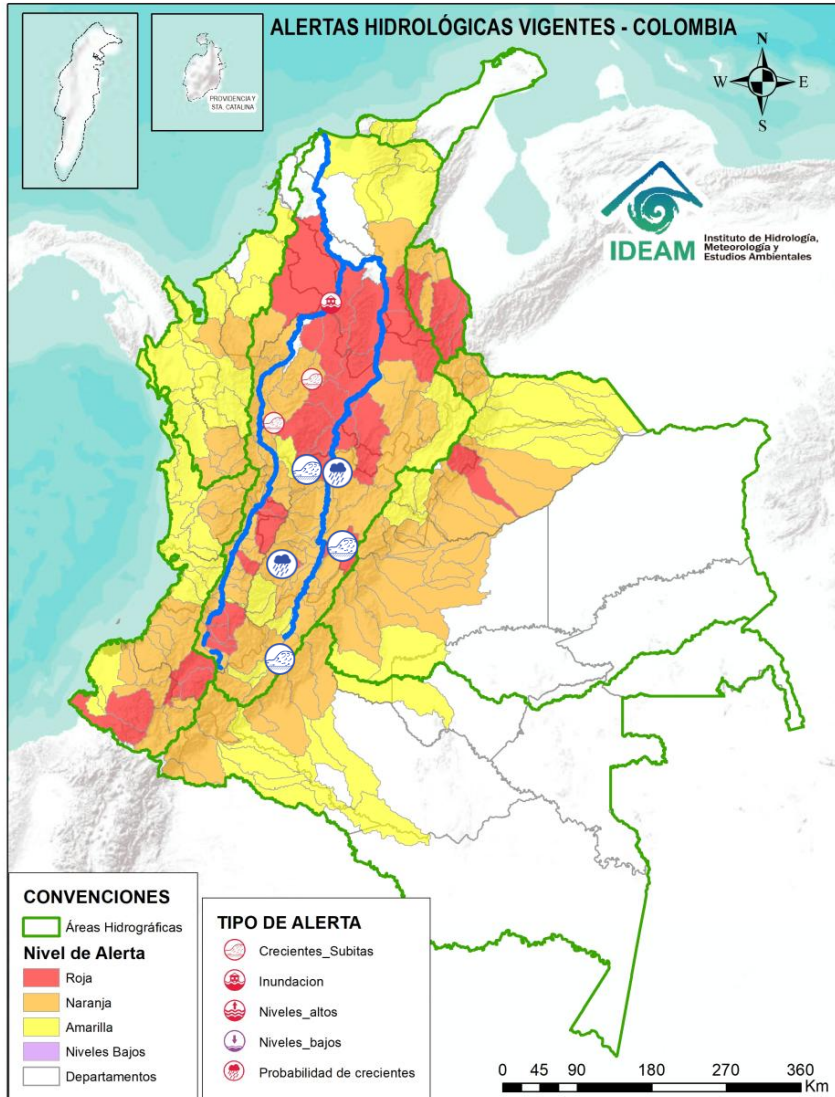 ALERTAS HIDROLÓGICAS VIGENTES - COLOMBIA
PROVIDENCIA Y
STA. CATALINA
N
W
E
S
IDEAM
Instituto de Hidrología,
Meteorología y
Estudios Ambientales
CONVENCIONES
Áreas Hidrográficas
Nivel de Alerta
Roja
Naranja
Amarilla
Niveles Bajos
Departamentos
TIPO DE ALERTA
Crecientes_Subitas
Inundacion
Niveles_altos
Niveles_bajos
Probabilidad de crecientes
0 45 90 180 270 360
Km